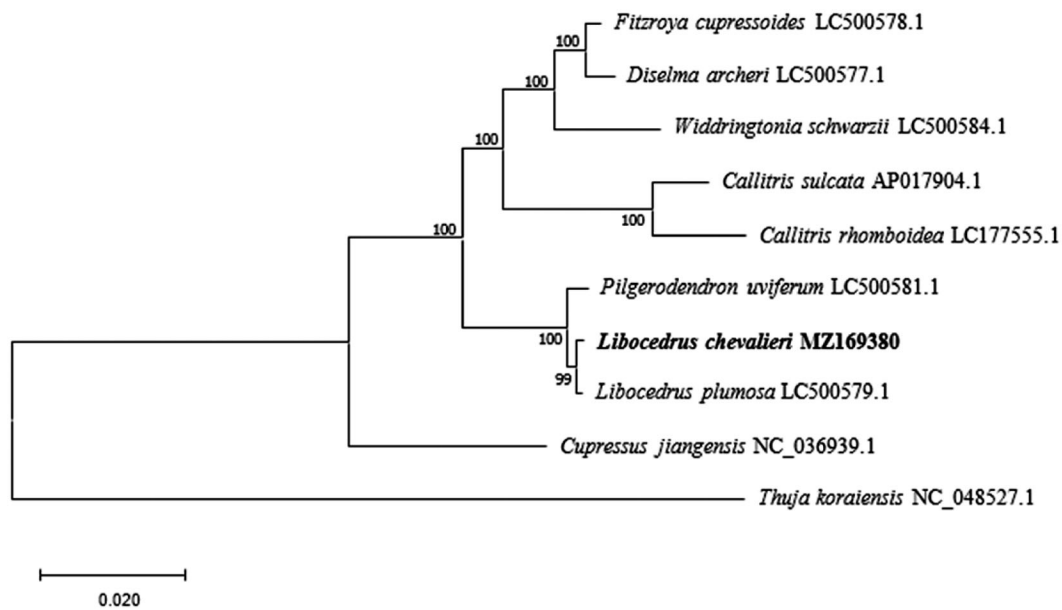 Fitzroya cupressoides LC500578.1
100
Diselma archeri LC500577.1
100
Widdringtonia schwarzii LC500584.1
100
Callitris sulcata AP017904.1
100
Callitris rhomboidea LC177555.1
100
Pilgerodendron uviferum LC500581.1
100
Libocedrus chevalieri MZ169380
99
Libocedrus plumosa LC500579.1
Cupressus jiangensis NC_036939.1
Thuja koraiensis NC_048527.1
0.020